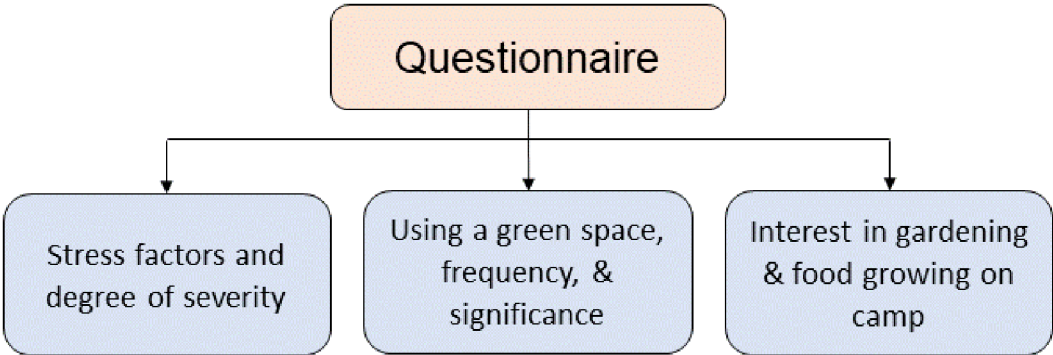 Questionnaire
Stress factors and
degree of severity
Using a green space,
frequency, &
significance
Interest in gardening
& food growing on
camp